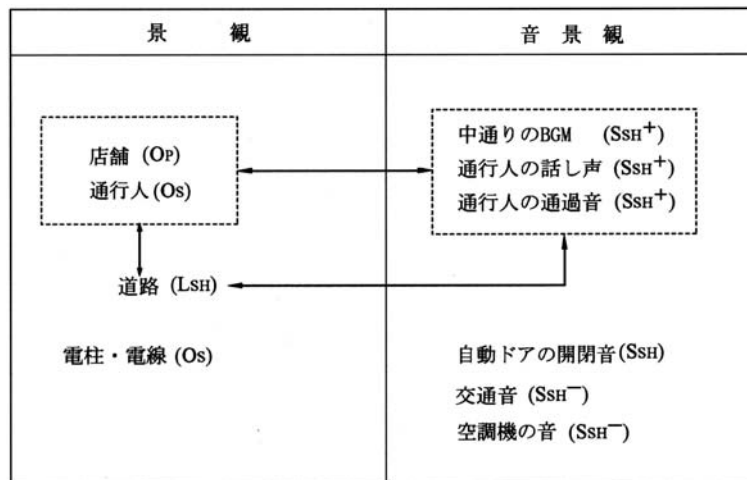 景 観
音 景 観
店舗 (OP)
通行人 (OS)
道路 (LSH)
電柱・電線 (OS)
中通りのBGM (SSH+)
通行人の話し声 (SSH+)
通行人の通過音 (SSH+)
自動ドアの開閉音 (SSH)
交通音 (SSH−)
空調機の音 (SSH−)